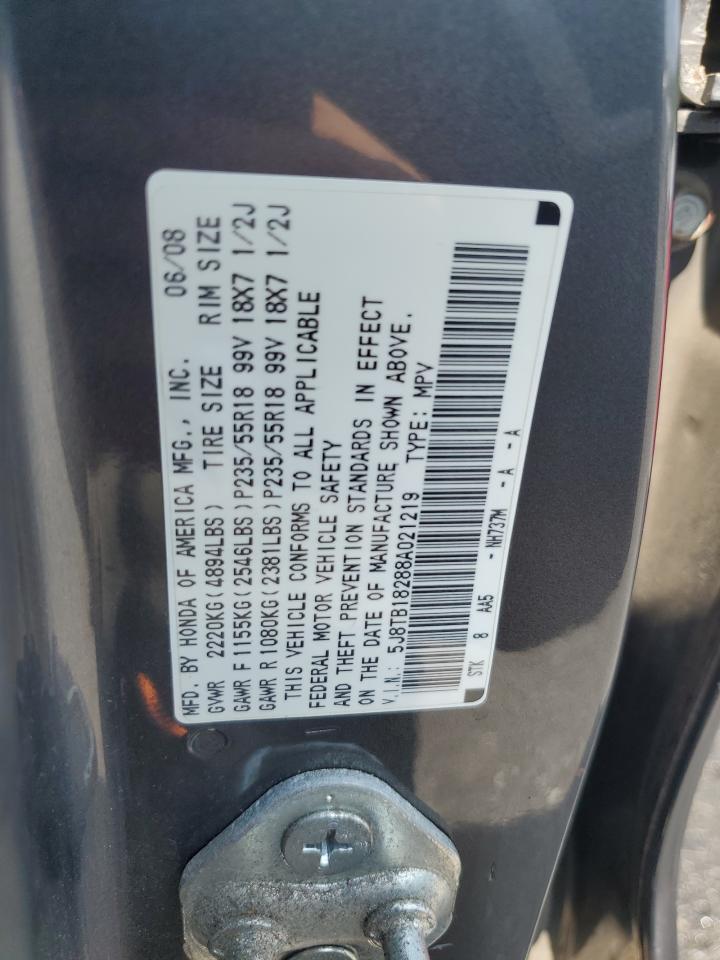 MFD. BY HONDA OF AMERICA MFG., INC. 06/08
GVWR 2220KG(4894LBS) TIRE SIZE RIM SIZE
GAWR F 1155KG(2546LBS)P235/55R18 99V 18X7 1/2J
GAWR R 1080KG(2381LBS)P235/55R18 99V 18X7 1/2J
THIS VEHICLE CONFORMS TO ALL APPLICABLE
FEDERAL MOTOR VEHICLE SAFETY
AND THEFT PREVENTION STANDARDS IN EFFECT
ON THE DATE OF MANUFACTURE SHOWN ABOVE.
V.I.N.: 5J8TB18288A021219 TYPE: MPV
STK 8 AA5 - NH737M - A - A